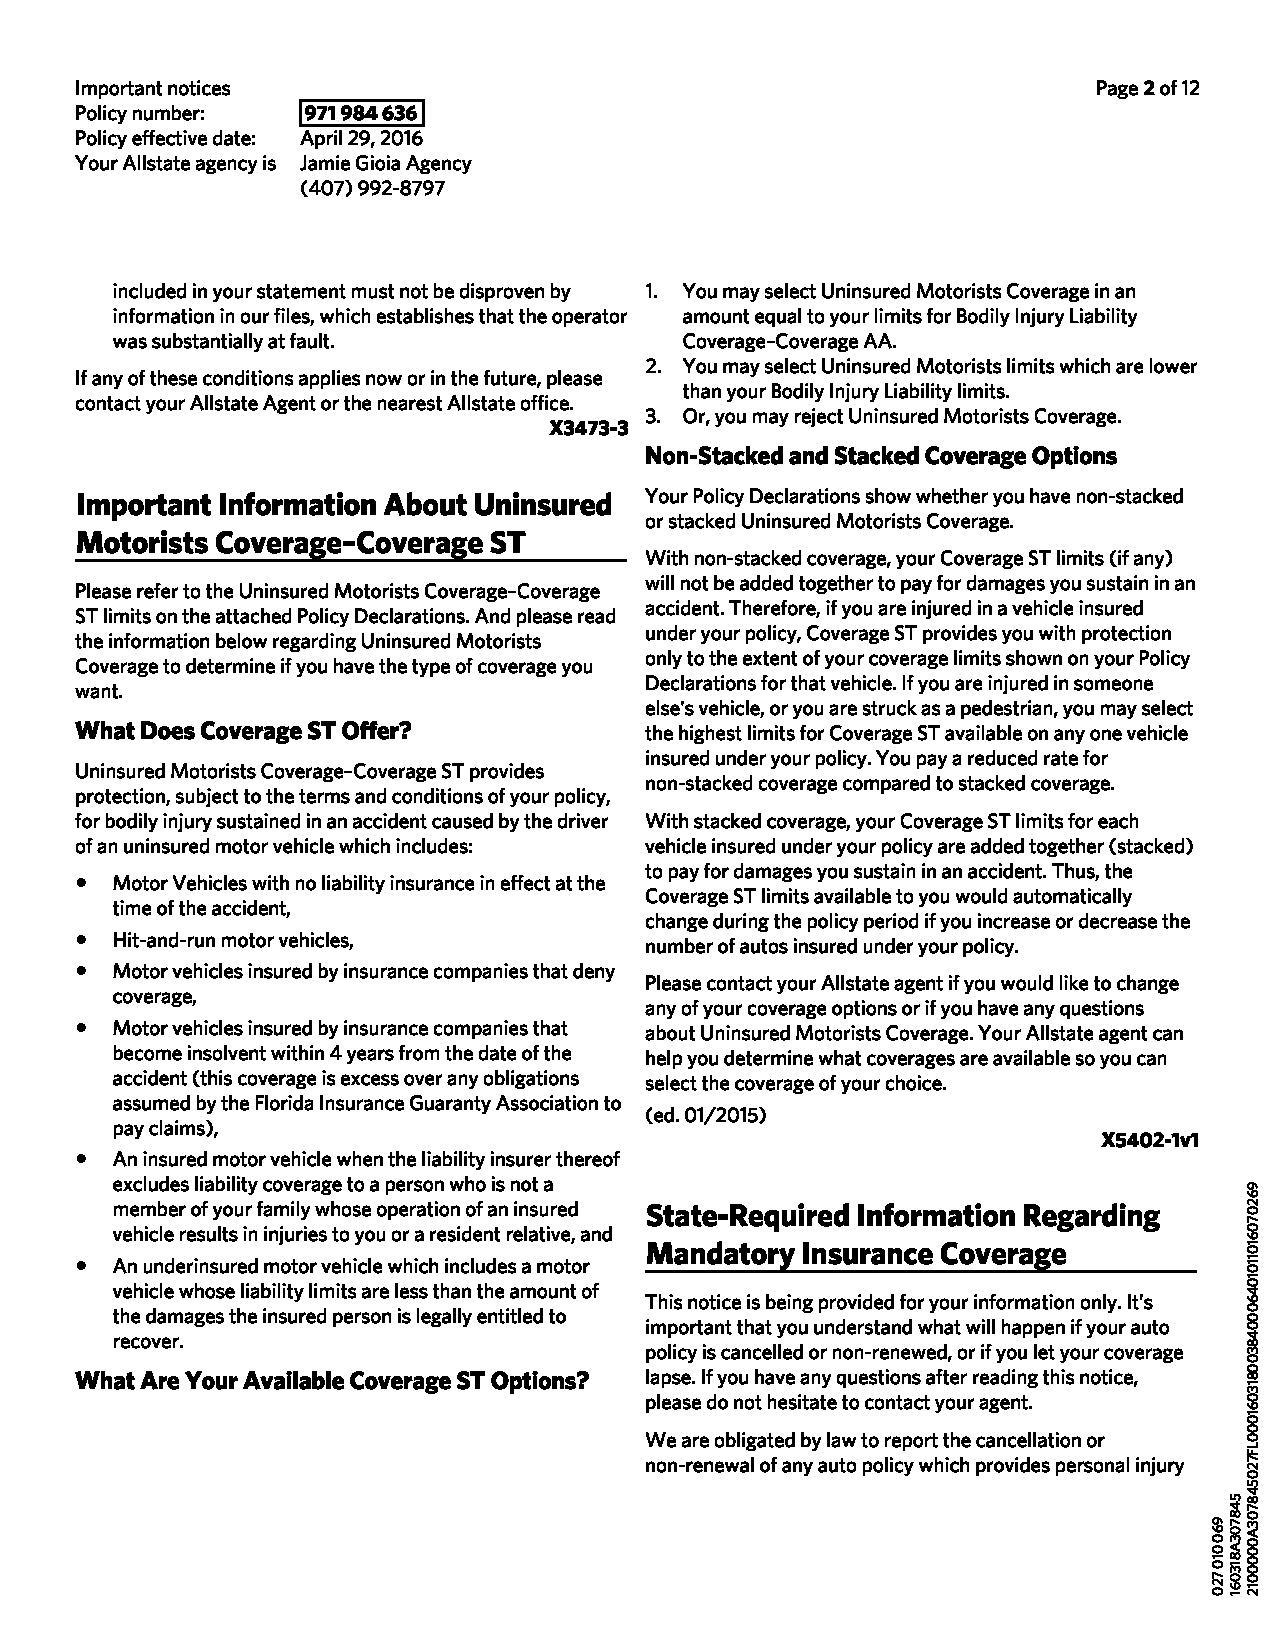 Important notices
Page 2 of 12
Policy number: 971 984 636
Policy effective date: April 29, 2016
Your Allstate agency is Jamie Gioia Agency
(407) 992-8797
included in your statement must not be disproven by
information in our files, which establishes that the operator
was substantially at fault.
If any of these conditions applies now or in the future, please
contact your Allstate Agent or the nearest Allstate office.
X3473-3
Important Information About Uninsured
Motorists Coverage–Coverage ST
Please refer to the Uninsured Motorists Coverage–Coverage
ST limits on the attached Policy Declarations. And please read
the information below regarding Uninsured Motorists
Coverage to determine if you have the type of coverage you
want.
What Does Coverage ST Offer?
Uninsured Motorists Coverage–Coverage ST provides
protection, subject to the terms and conditions of your policy,
for bodily injury sustained in an accident caused by the driver
of an uninsured motor vehicle which includes:
• Motor Vehicles with no liability insurance in effect at the
time of the accident,
• Hit-and-run motor vehicles,
• Motor vehicles insured by insurance companies that deny
coverage,
• Motor vehicles insured by insurance companies that
become insolvent within 4 years from the date of the
accident (this coverage is excess over any obligations
assumed by the Florida Insurance Guaranty Association to
pay claims),
• An insured motor vehicle when the liability insurer thereof
excludes liability coverage to a person who is not a
member of your family whose operation of an insured
vehicle results in injuries to you or a resident relative, and
• An underinsured motor vehicle which includes a motor
vehicle whose liability limits are less than the amount of
the damages the insured person is legally entitled to
recover.
What Are Your Available Coverage ST Options?
1. You may select Uninsured Motorists Coverage in an
amount equal to your limits for Bodily Injury Liability
Coverage–Coverage AA.
2. You may select Uninsured Motorists limits which are lower
than your Bodily Injury Liability limits.
3. Or, you may reject Uninsured Motorists Coverage.
Non-Stacked and Stacked Coverage Options
Your Policy Declarations show whether you have non-stacked
or stacked Uninsured Motorists Coverage.
With non-stacked coverage, your Coverage ST limits (if any)
will not be added together to pay for damages you sustain in an
accident. Therefore, if you are injured in a vehicle insured
under your policy, Coverage ST provides you with protection
only to the extent of your coverage limits shown on your Policy
Declarations for that vehicle. If you are injured in someone
else's vehicle, or you are struck as a pedestrian, you may select
the highest limits for Coverage ST available on any one vehicle
insured under your policy. You pay a reduced rate for
non-stacked coverage compared to stacked coverage.
With stacked coverage, your Coverage ST limits for each
vehicle insured under your policy are added together (stacked)
to pay for damages you sustain in an accident. Thus, the
Coverage ST limits available to you would automatically
change during the policy period if you increase or decrease the
number of autos insured under your policy.
Please contact your Allstate agent if you would like to change
any of your coverage options or if you have any questions
about Uninsured Motorists Coverage. Your Allstate agent can
help you determine what coverages are available so you can
select the coverage of your choice.
(ed. 01/2015)
X5402-1v1
State-Required Information Regarding
Mandatory Insurance Coverage
This notice is being provided for your information only. It's
important that you understand what will happen if your auto
policy is cancelled or non-renewed, or if you let your coverage
lapse. If you have any questions after reading this notice,
please do not hesitate to contact your agent.
We are obligated by law to report the cancellation or
non-renewal of any auto policy which provides personal injury
027 010 069
160318A307845
2100000A307845027FL000160318003840006401011016070269